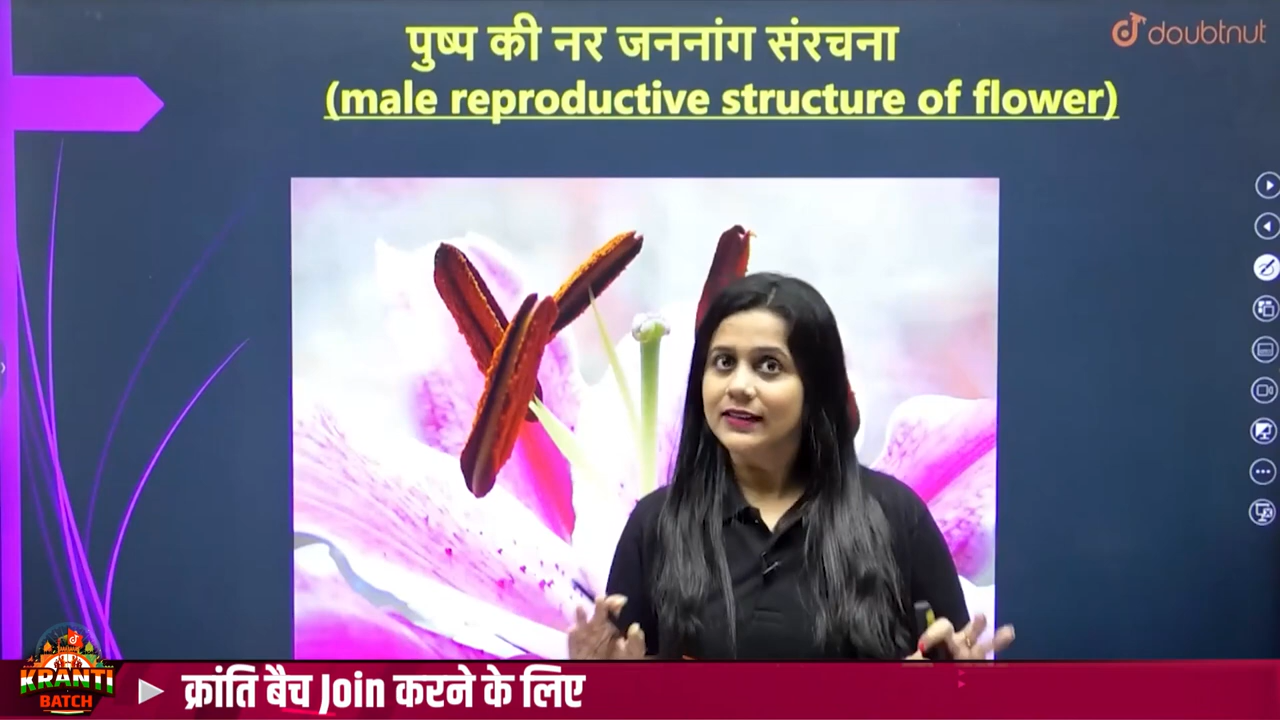 पुष्प की नर जननांग संरचना
(male reproductive structure of flower)
doubtnut
KRANTI
BATCH
क्रांति बैच Join करने के लिए